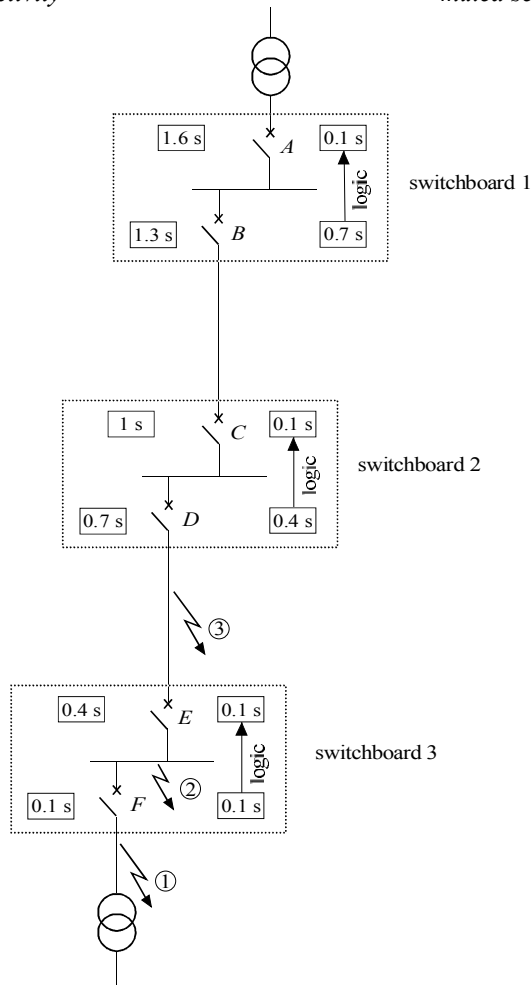 1.6 s
A
0.1 s
switchboard 1
logic
1.3 s
B
0.7 s
1 s
C
0.1 s
switchboard 2
logic
0.7 s
D
0.4 s
③
0.4 s
E
0.1 s
switchboard 3
logic
②
0.1 s
F
0.1 s
①